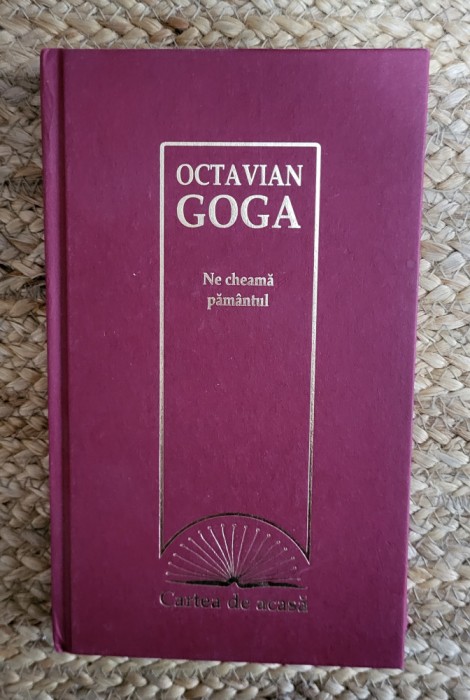 OCTAVIAN
GOGA
Ne cheamă
pământul
Cartea de acasă